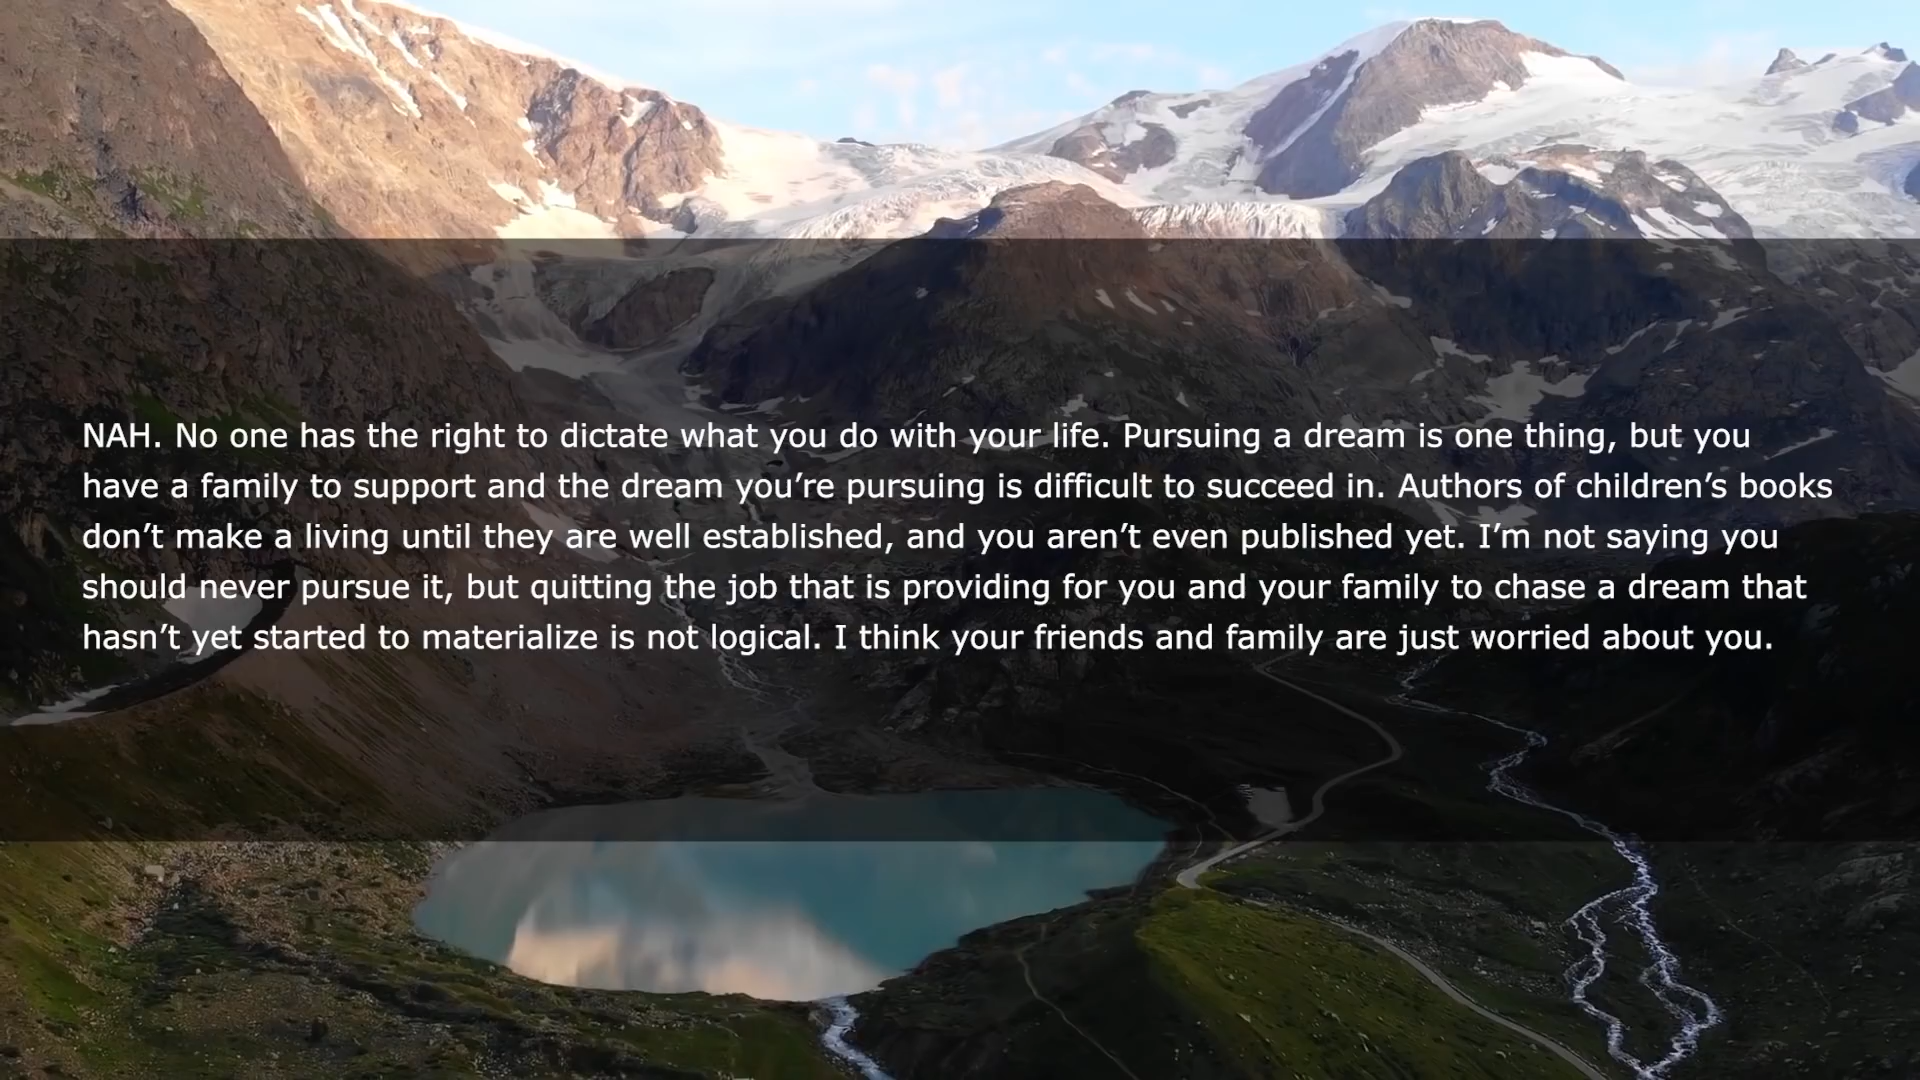 NAH. No one has the right to dictate what you do with your life. Pursuing a dream is one thing, but you
have a family to support and the dream you’re pursuing is difficult to succeed in. Authors of children’s books
don’t make a living until they are well established, and you aren’t even published yet. I’m not saying you
should never pursue it, but quitting the job that is providing for you and your family to chase a dream that
hasn’t yet started to materialize is not logical. I think your friends and family are just worried about you.